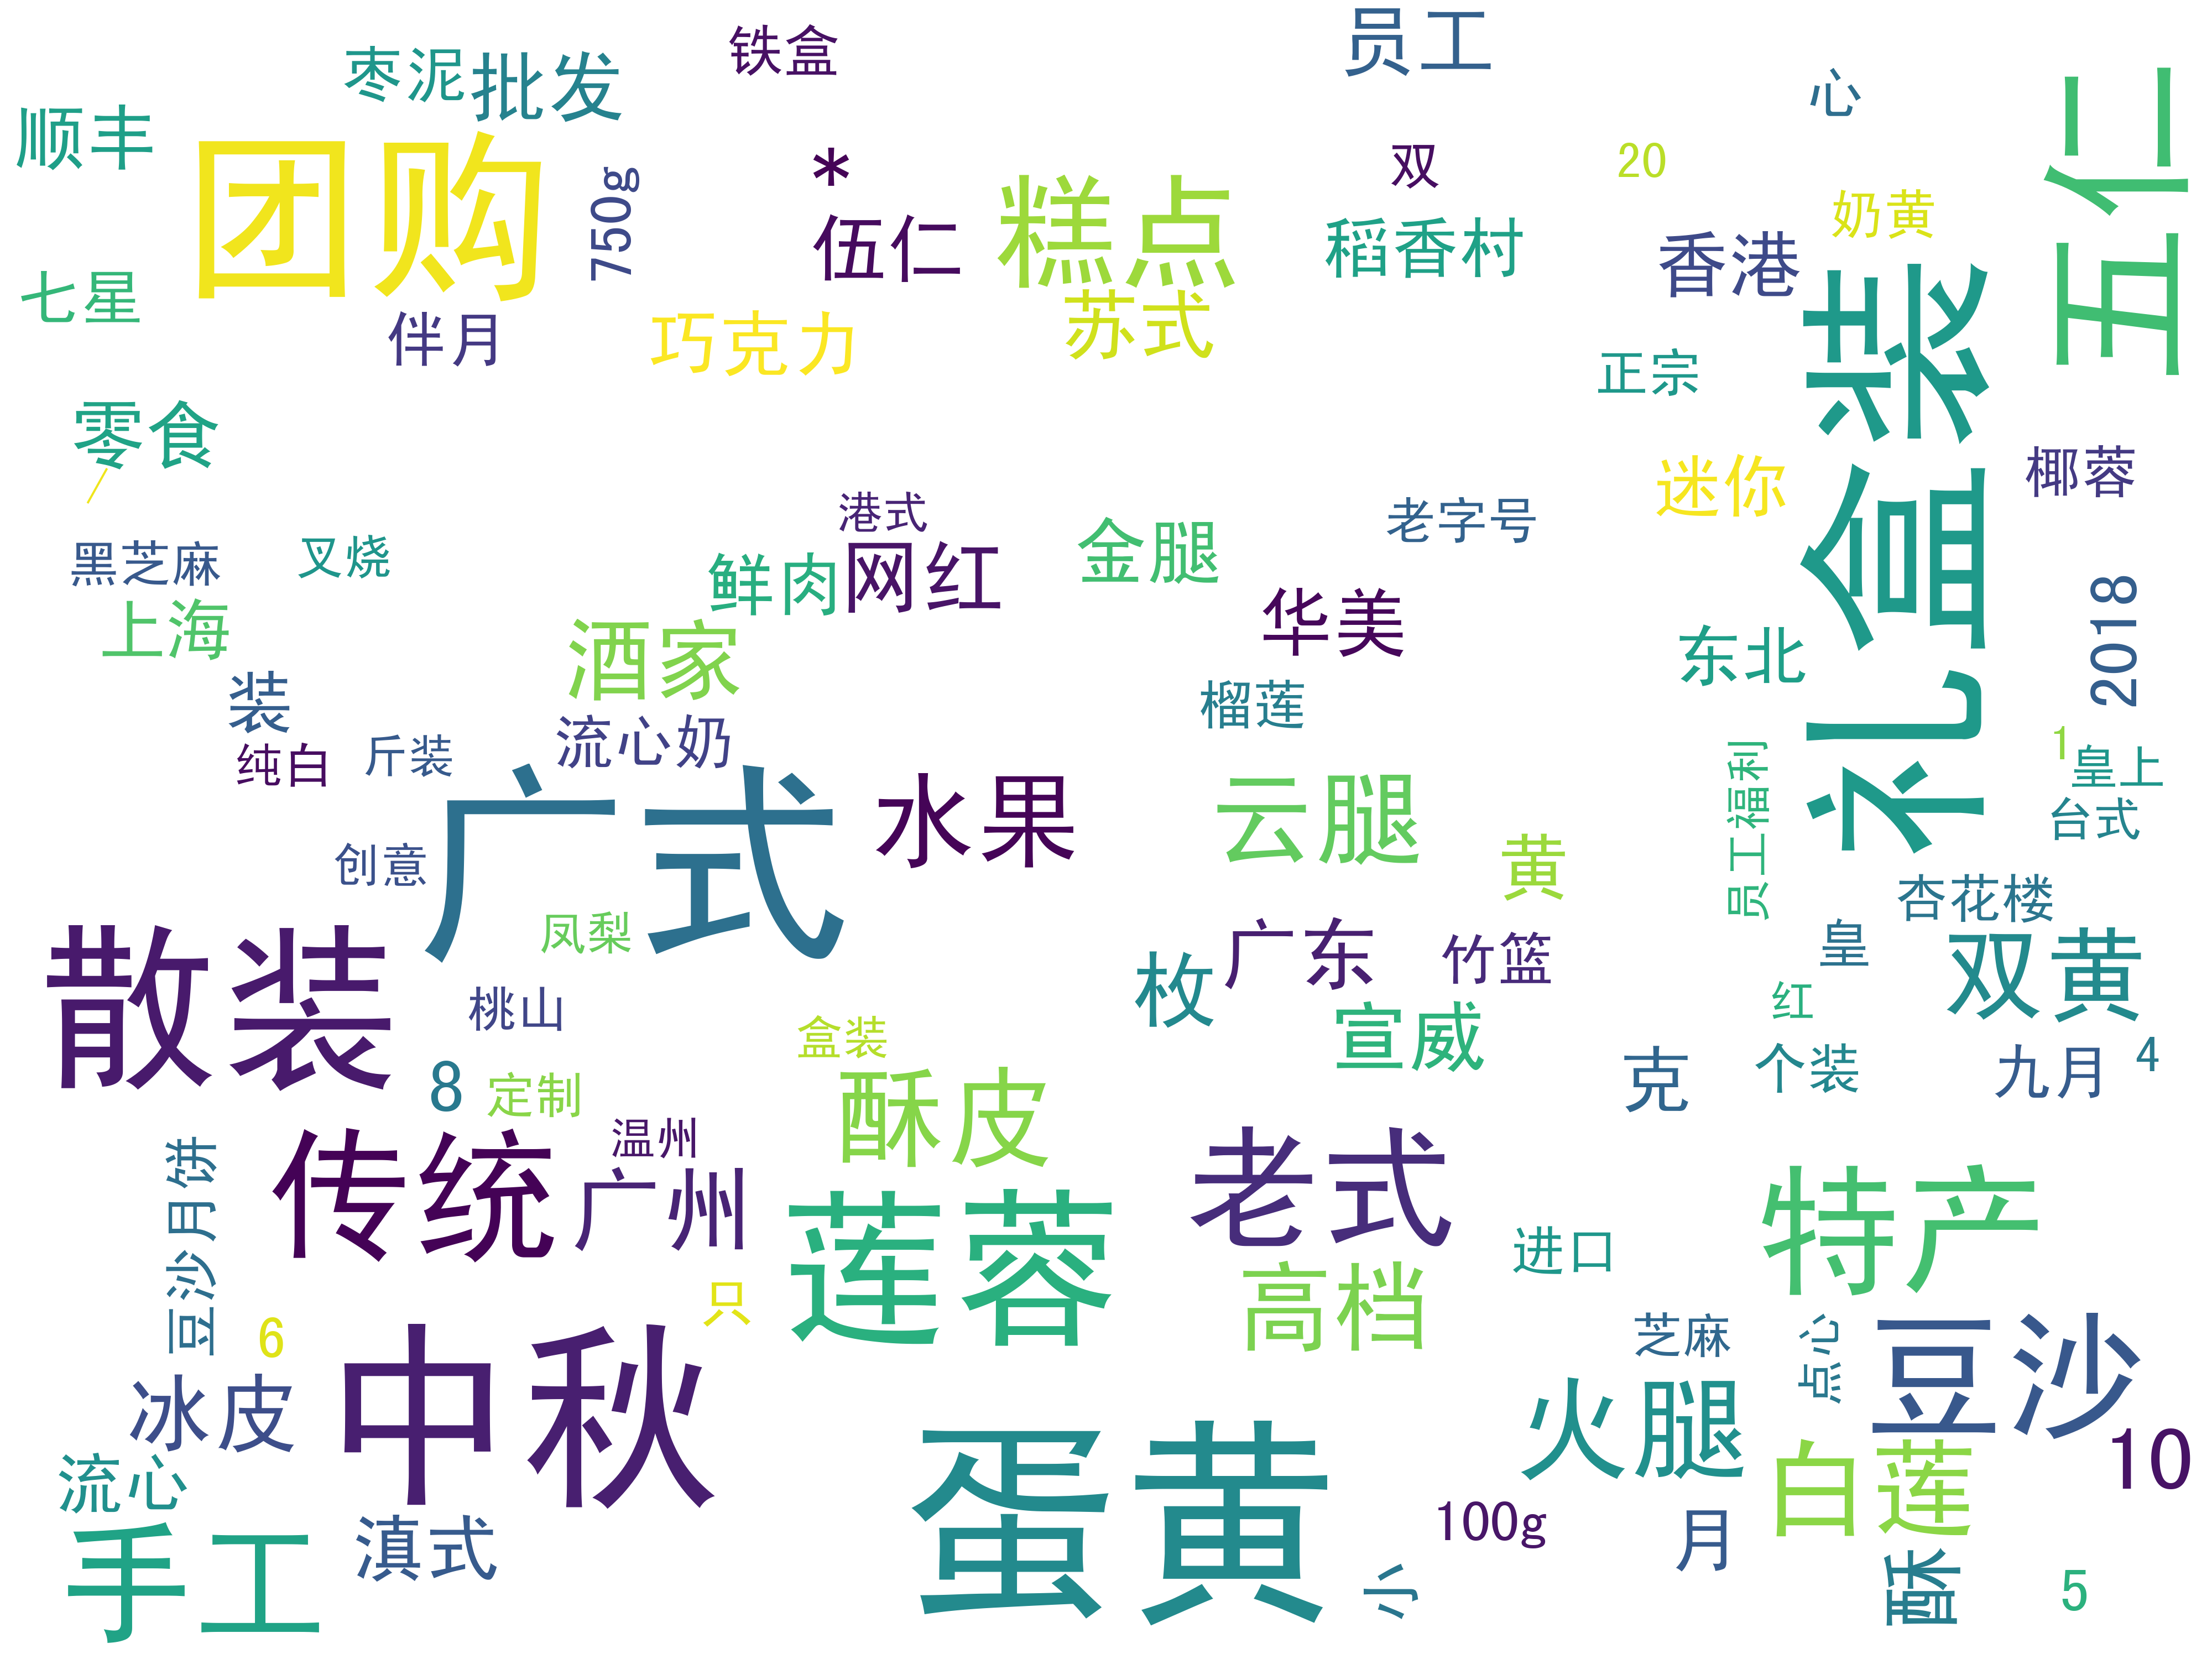 员工
铁盒
枣泥
批发
心
顺丰
五仁
团购
*
双
20
750g
糕点
奶黄
伍仁
稻香村
香港
七星
伴月
巧克力
苏式
礼盒装
正宗
零食
/
迷你
椰蓉
港式
老字号
黑芝麻
叉烧
鲜肉
网红
金腿
华美
2018
上海
酒家
东北
装
榴莲
纯白
斤装
流心奶
1
皇上
员工福利
广式
水果
云腿
台式
创意
黄
杏花楼
凤梨
散装
枚
广东
竹篮
皇
双黄
桃山
红
盒装
宣威
8
定制
酥皮
克
个装
九月
4
温州
豆沙月饼
传统
广州
莲蓉
老式
特产
进口
只
高档
6
芝麻
点心
豆沙
冰皮
中秋
火腿
10
流心
蛋黄
白莲
手工
滇式
100g
月
小
酥
5